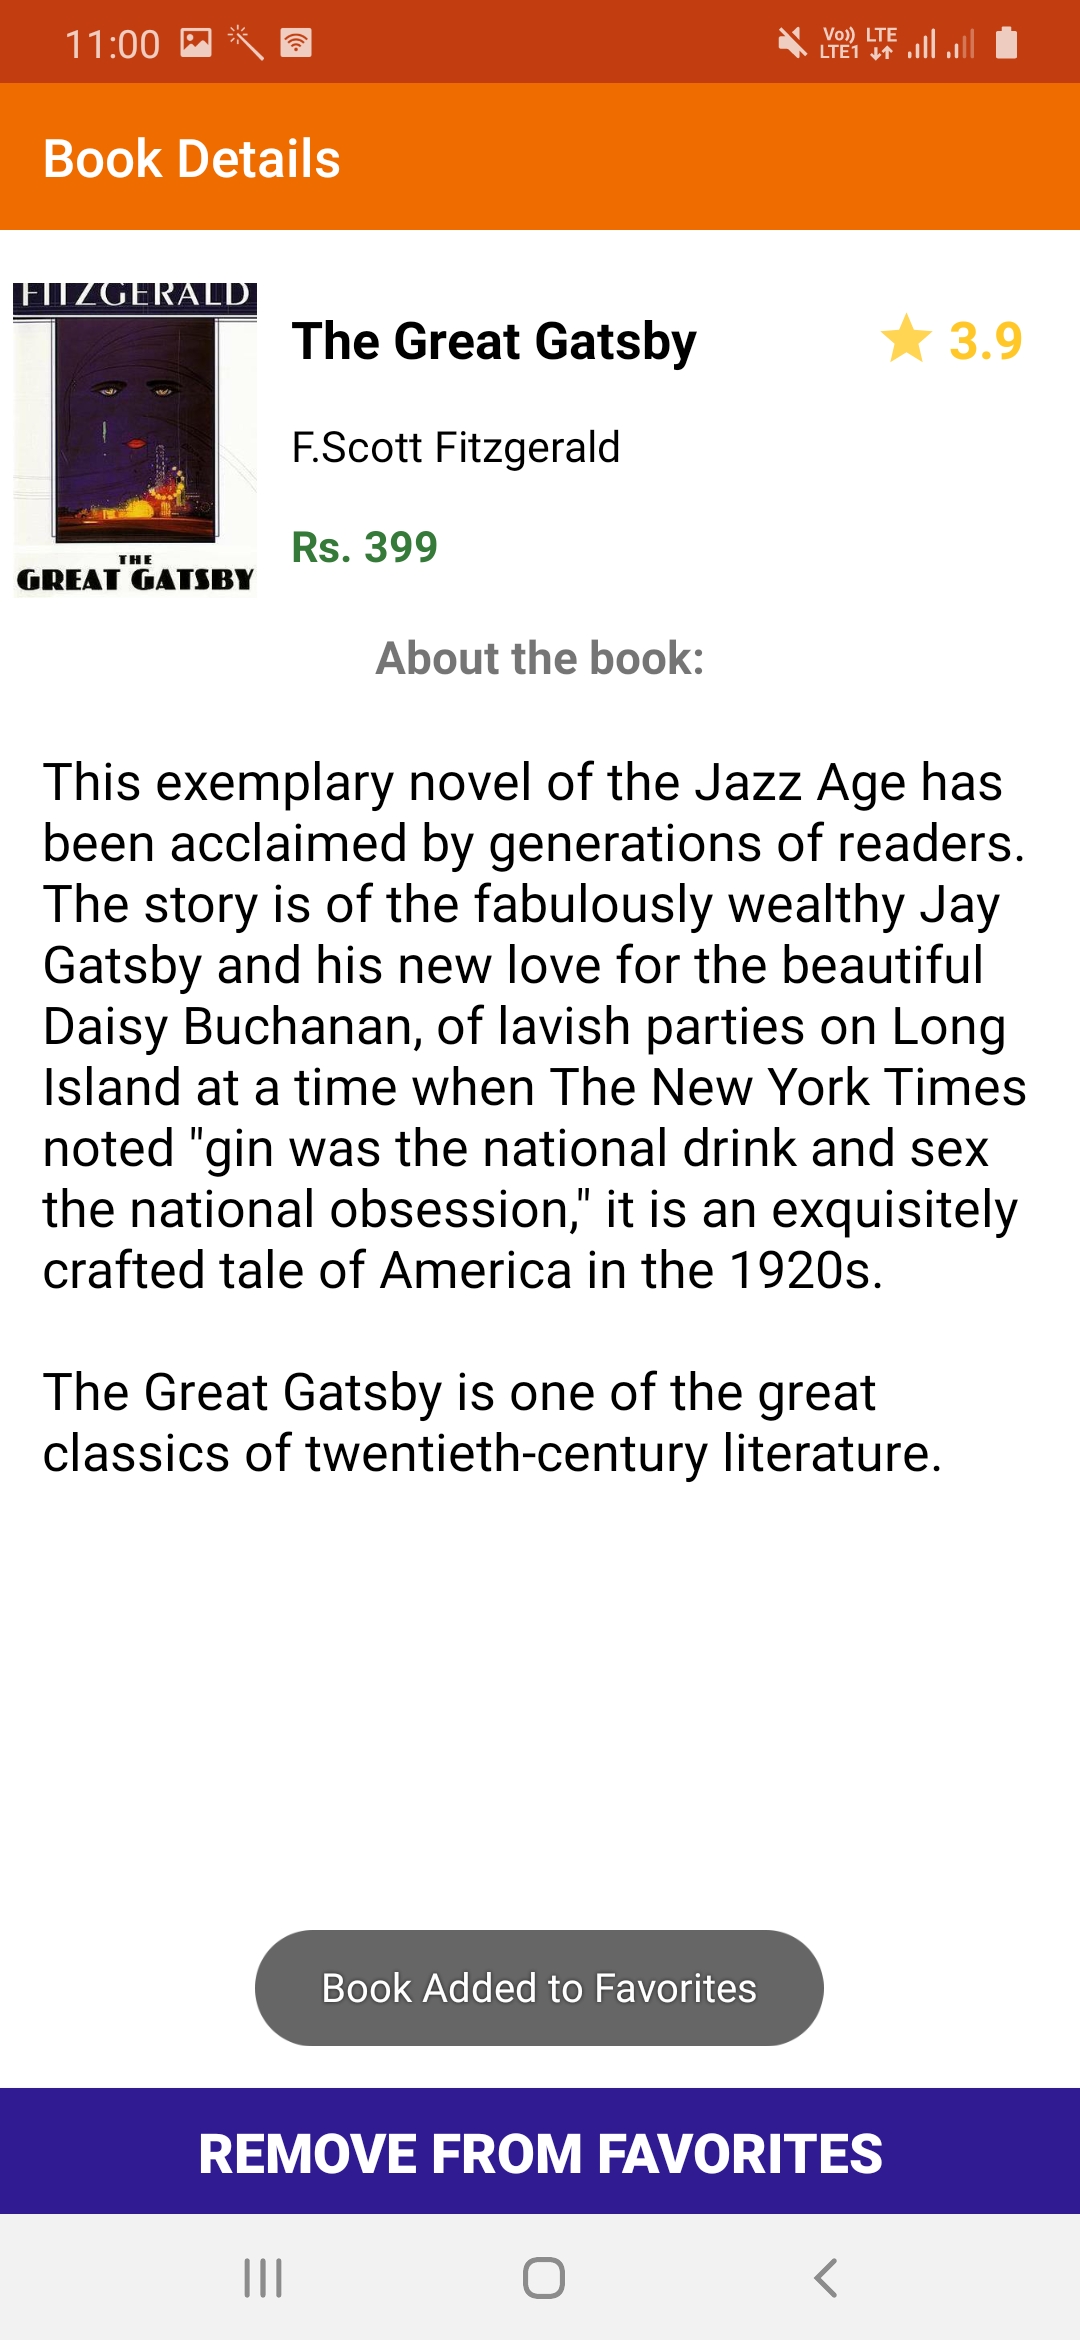 11:00
Vo)) LTE
LTE1
Book Details
FITZGERALD
THE
GREAT GATSBY
The Great Gatsby
3.9
F.Scott Fitzgerald
Rs. 399
About the book:
This exemplary novel of the Jazz Age has
been acclaimed by generations of readers.
The story is of the fabulously wealthy Jay
Gatsby and his new love for the beautiful
Daisy Buchanan, of lavish parties on Long
Island at a time when The New York Times
noted "gin was the national drink and sex
the national obsession," it is an exquisitely
crafted tale of America in the 1920s.
The Great Gatsby is one of the great
classics of twentieth-century literature.
Book Added to Favorites
REMOVE FROM FAVORITES